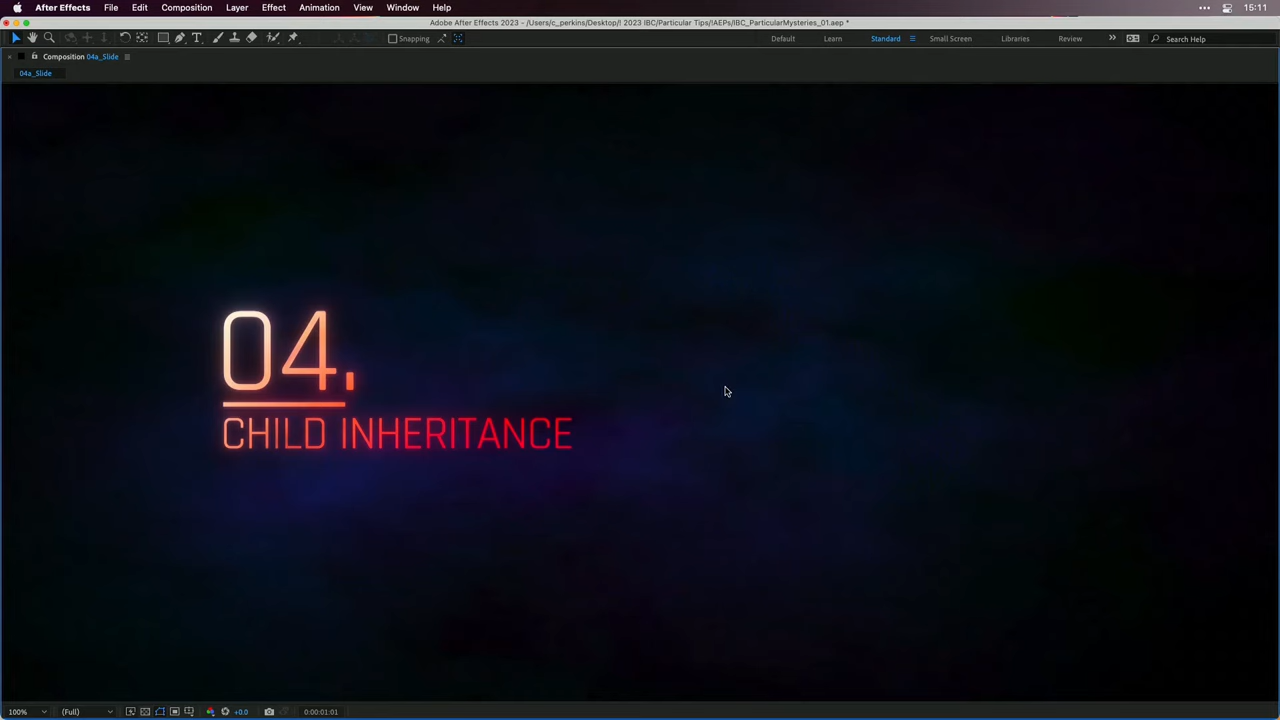 After Effects File Edit Composition Layer Effect Animation View Window Help 15:11
Adobe After Effects 2023 - /Users/c_perkins/Desktop/! 2023 IBC/Particular Tips/!AEPs/IBC_ParticularMysteries_01.aep *
Snapping Default Learn Standard Small Screen Libraries Review Search Help
Composition 04a_Slide
04a_Slide
04.
CHILD INHERITANCE
100% (Full) +0.0 0:00:01:01